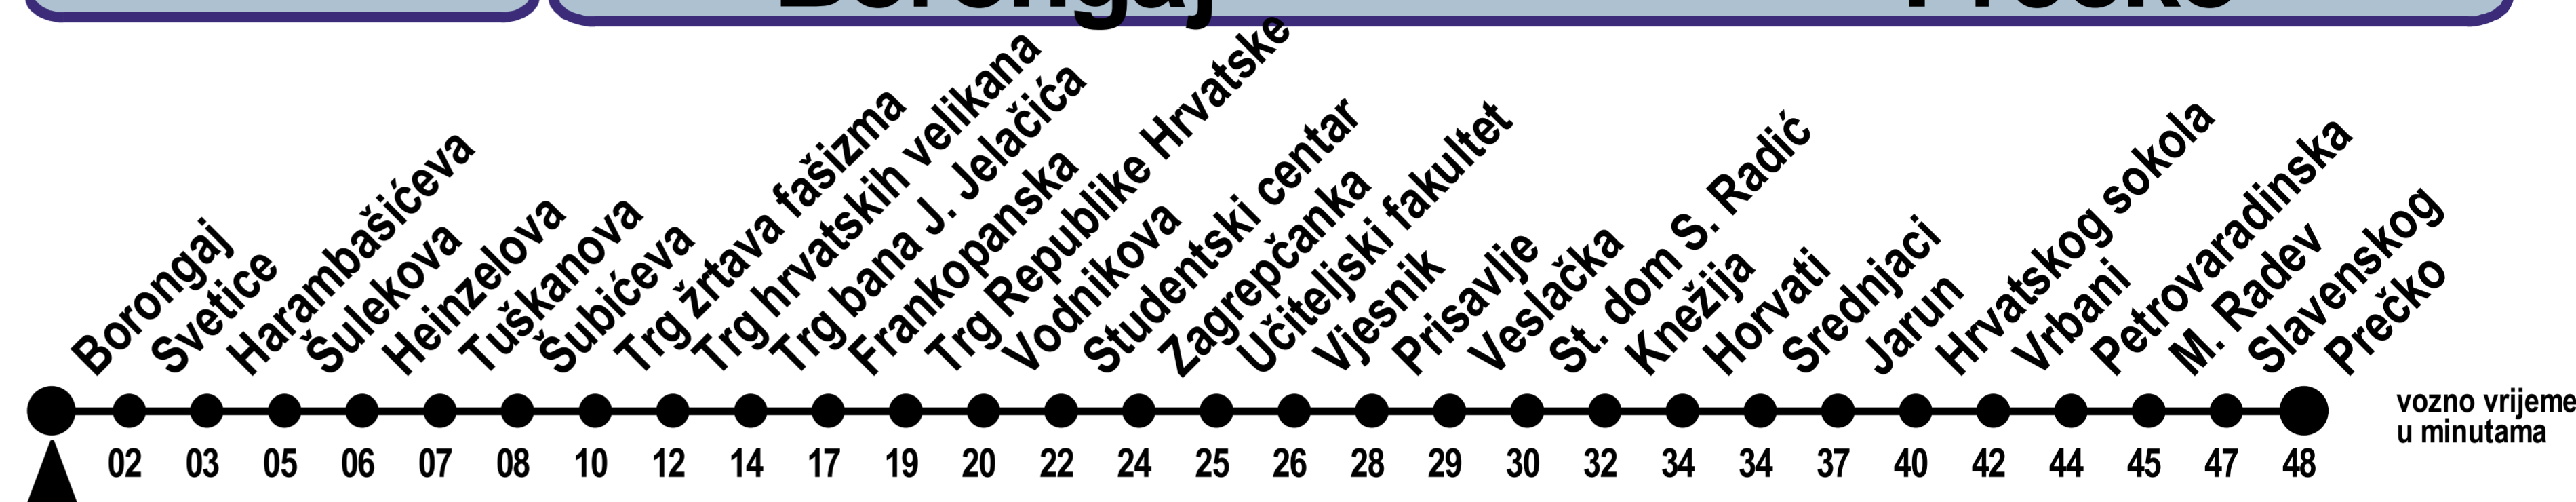 Borongaj
Borongaj
Svetice
Harambašićeva
Šulekova
Heinzelova
Tuškanova
Šubićeva
Trg žrtava fašizma
Trg hrvatskih velikana
Trg bana J. Jelačića
Frankopanska
Trg Republike Hrvatske
Vodnikova
Studentski centar
Zagrepčanka
Učiteljski fakultet
Vjesnik
Prisavlje
Veslačka
St. dom S. Radić
Knežija
Horvati
Srednjaci
Jarun
Hrvatskog sokola
Vrbani
Petrovaradinska
M. Radev
Slavenskog
Prečko
02 03 05 06 07 08 10 12 14 17 19 20 22 24 25 26 28 29 30 32 34 34 37 40 42 44 45 47 48
vozno vrijeme
u minutama